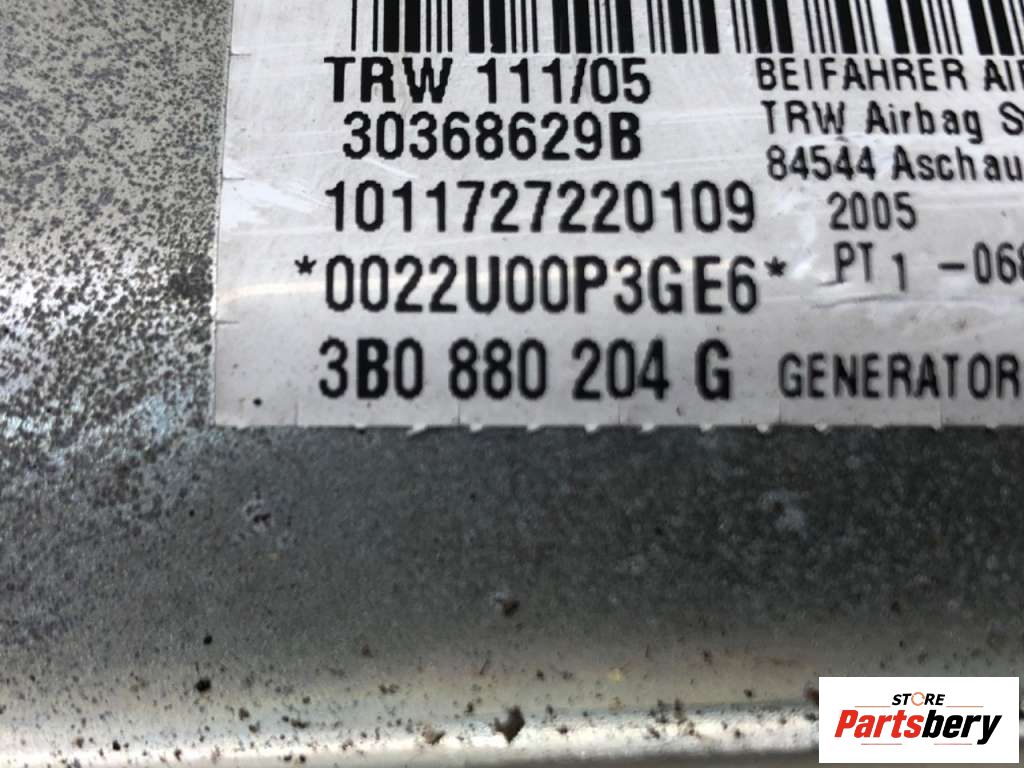 TRW 111/05
30368629B
1011727220109
*0022U00P3GE6*
3B0 880 204 G
BEIFAHRER AI
TRW Airbag S
84544 Aschau
2005
PT 1 -068
GENERATOR
STORE
Partsbery